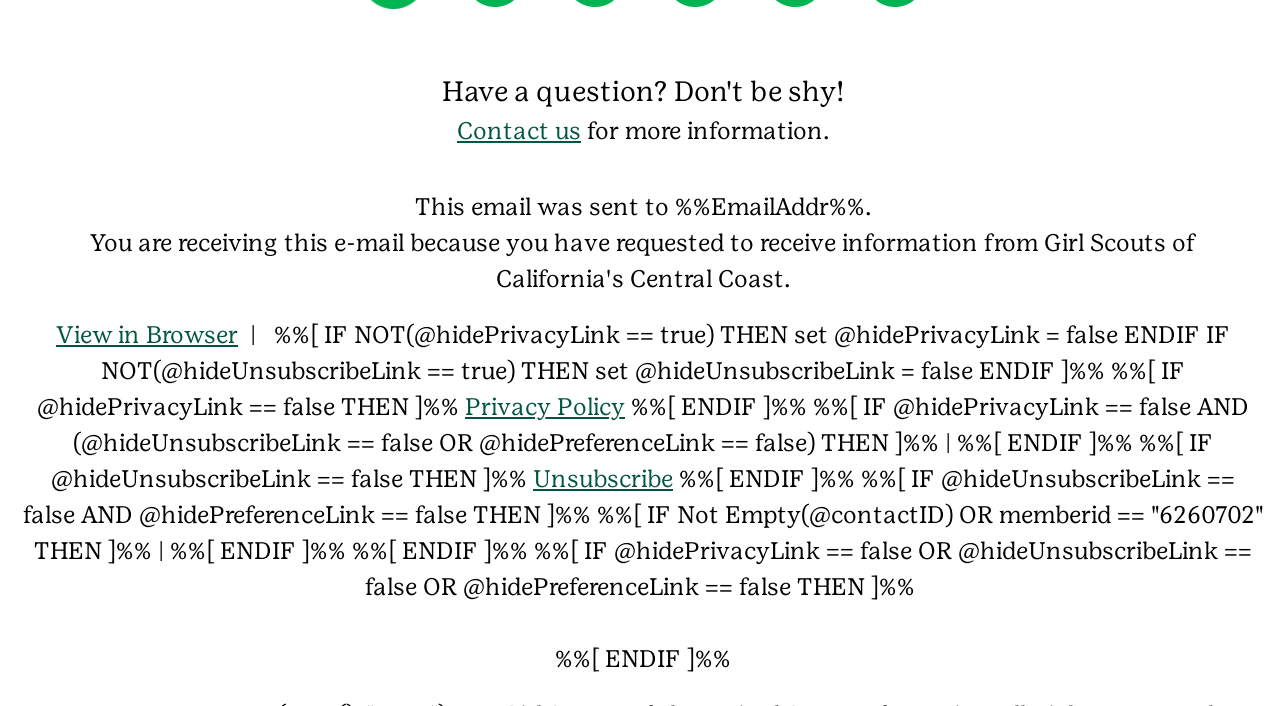 Have a question? Don't be shy!
Contact us for more information.
This email was sent to %%EmailAddr%%.
You are receiving this e-mail because you have requested to receive information from Girl Scouts of
California's Central Coast.
View in Browser | %%[ IF NOT(@hidePrivacyLink == true) THEN set @hidePrivacyLink = false ENDIF IF
NOT(@hideUnsubscribeLink == true) THEN set @hideUnsubscribeLink = false ENDIF ]%% %%[ IF
@hidePrivacyLink == false THEN ]%% Privacy Policy %%[ ENDIF ]%% %%[ IF @hidePrivacyLink == false AND
(@hideUnsubscribeLink == false OR @hidePreferenceLink == false) THEN ]%% | %%[ ENDIF ]%% %%[ IF
@hideUnsubscribeLink == false THEN ]%% Unsubscribe %%[ ENDIF ]%% %%[ IF @hideUnsubscribeLink ==
false AND @hidePreferenceLink == false THEN ]%% %%[ IF Not Empty(@contactID) OR memberid == "6260702"
THEN ]%% | %%[ ENDIF ]%% %%[ ENDIF ]%% %%[ IF @hidePrivacyLink == false OR @hideUnsubscribeLink ==
false OR @hidePreferenceLink == false THEN ]%%
%%[ ENDIF ]%%